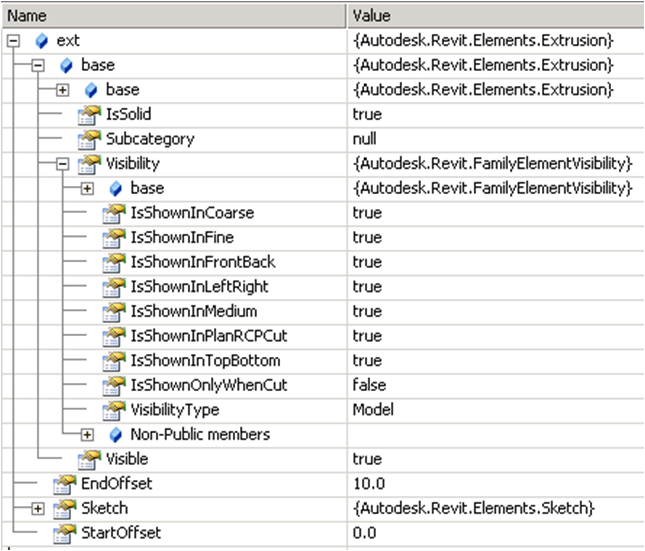 Name Value
ext {Autodesk.Revit.Elements.Extrusion}
base {Autodesk.Revit.Elements.Extrusion}
base {Autodesk.Revit.Elements.Extrusion}
IsSolid true
Subcategory null
Visibility {Autodesk.Revit.FamilyElementVisibility}
base {Autodesk.Revit.FamilyElementVisibility}
IsShownInCoarse true
IsShownInFine true
IsShownInFrontBack true
IsShownInLeftRight true
IsShownInMedium true
IsShownInPlanRCPCut true
IsShownInTopBottom true
IsShownOnlyWhenCut false
VisibilityType Model
Non-Public members
Visible true
EndOffset 10.0
Sketch {Autodesk.Revit.Elements.Sketch}
StartOffset 0.0